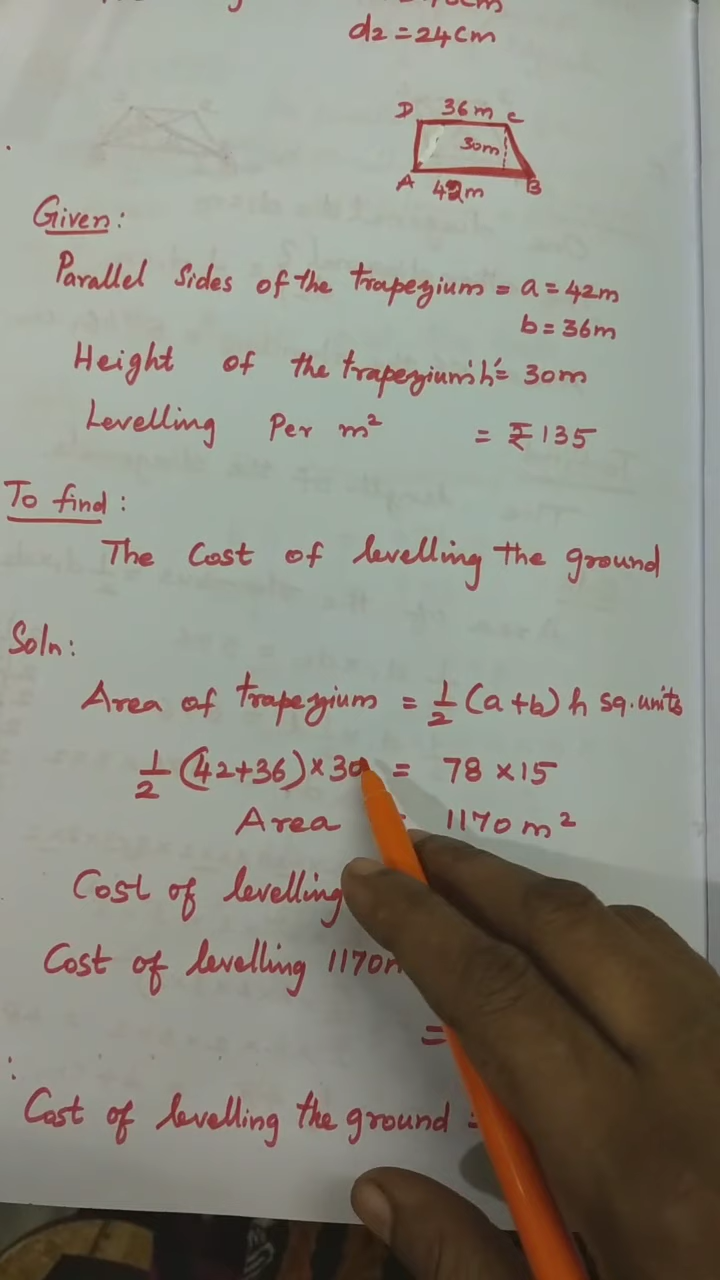 d2 = 24cm
D 36m C
30m
A 42m B
Given:
Parallel Sides of the trapezium = a = 42m
b = 36m
Height of the trapezium 'h' = 30m
Levelling Per m² = ₹ 135
To find:
The Cost of levelling the ground
Soln:
Area of trapezium = 1/2 (a+b) h sq.units
1/2 (42+36) × 30 = 78 × 15
Area = 1170 m²
Cost of levelling
Cost of levelling 1170
=
Cost of levelling the ground =